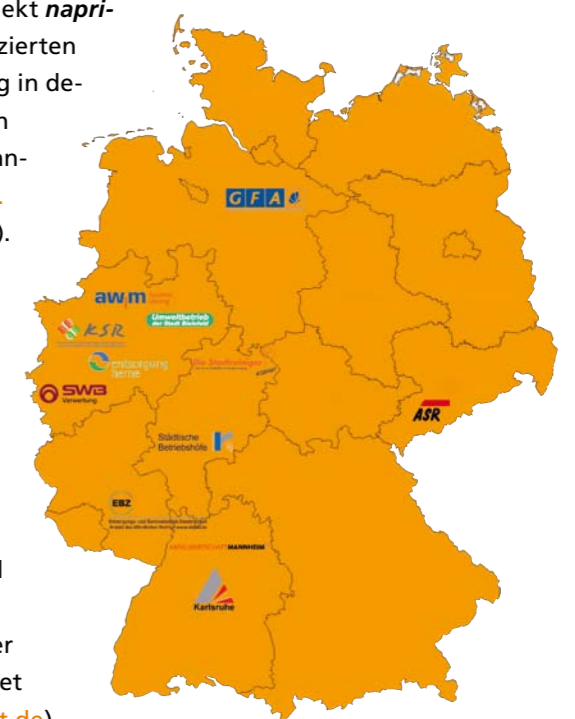 ekt napri-
zierten
g in de-
n
nn-
.
).
GFA
awm
Umweltbetrieb
der Stadt Bielefeld
KSR
entsorgung
herne
Die Stadtreiniger
SWB
Verwertung
ASR
Städtische
Betriebshöfe
EBZ
MANNHEIM
Karlsruhe
l
er
et
t.de)